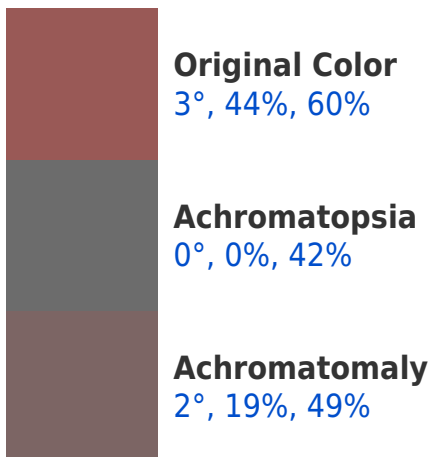 Original Color
3°, 44%, 60%
Achromatopsia
0°, 0%, 42%
Achromatomaly
2°, 19%, 49%